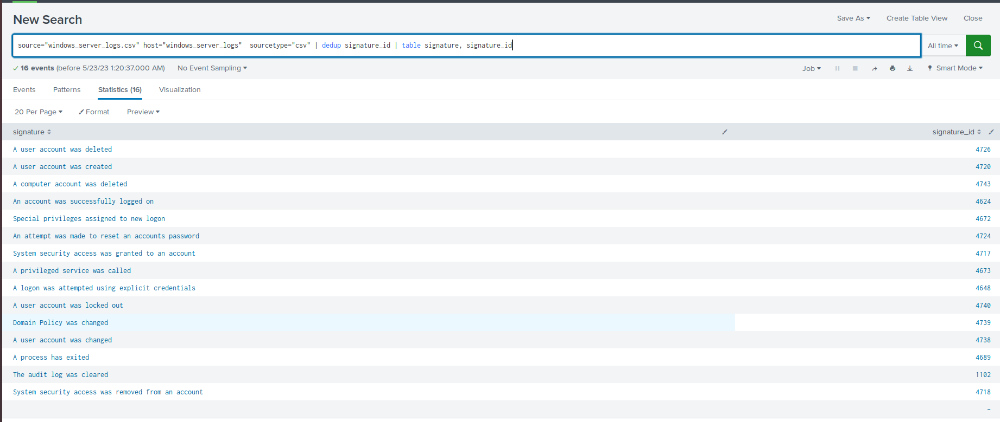 New Search
Save As Create Table View Close
source="windows_server_logs.csv" host="windows_server_logs"  sourcetype="csv" | dedup signature_id | table signature, signature_id
All time
16 events (before 5/23/23 1:20:37.000 AM) No Event Sampling
Job Smart Mode
Events Patterns Statistics (16) Visualization
20 Per Page Format Preview
signature signature_id
A user account was deleted 4726
A user account was created 4720
A computer account was deleted 4743
An account was successfully logged on 4624
Special privileges assigned to new logon 4672
An attempt was made to reset an accounts password 4724
System security access was granted to an account 4717
A privileged service was called 4673
A logon was attempted using explicit credentials 4648
A user account was locked out 4740
Domain Policy was changed 4739
A user account was changed 4738
A process has exited 4689
The audit log was cleared 1102
System security access was removed from an account 4718
-